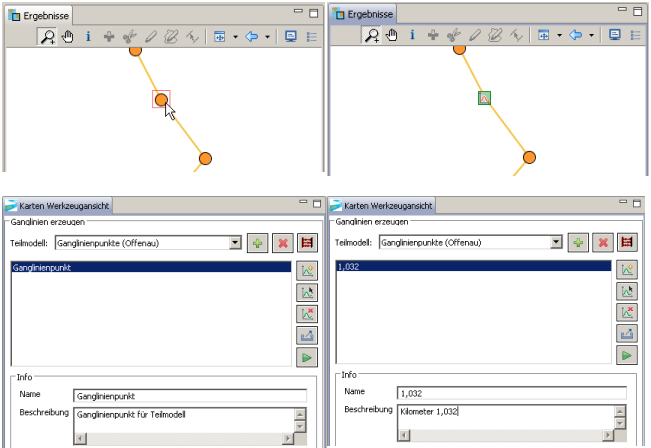 Ergebnisse
Ergebnisse
Karten Werkzeugansicht
Ganglinien erzeugen
Teilmodell: Ganglinienpunkte (Offenau)
Ganglinienpunkt
Info
Name Ganglinienpunkt
Beschreibung Ganglinienpunkt für Teilmodell
Karten Werkzeugansicht
Ganglinien erzeugen
Teilmodell: Ganglinienpunkte (Offenau)
1,032
Info
Name 1,032
Beschreibung Kilometer 1,032